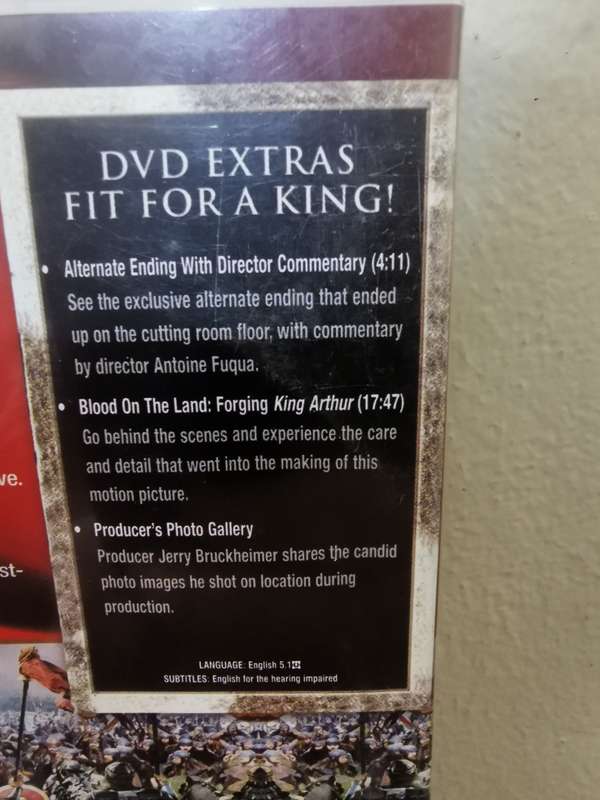 DVD EXTRAS
FIT FOR A KING!
• Alternate Ending With Director Commentary (4:11)
See the exclusive alternate ending that ended
up on the cutting room floor, with commentary
by director Antoine Fuqua.
• Blood On The Land: Forging King Arthur (17:47)
Go behind the scenes and experience the care
and detail that went into the making of this
motion picture.
• Producer's Photo Gallery
Producer Jerry Bruckheimer shares the candid
photo images he shot on location during
production.
LANGUAGE: English 5.1
SUBTITLES: English for the hearing impaired
ve.
st-